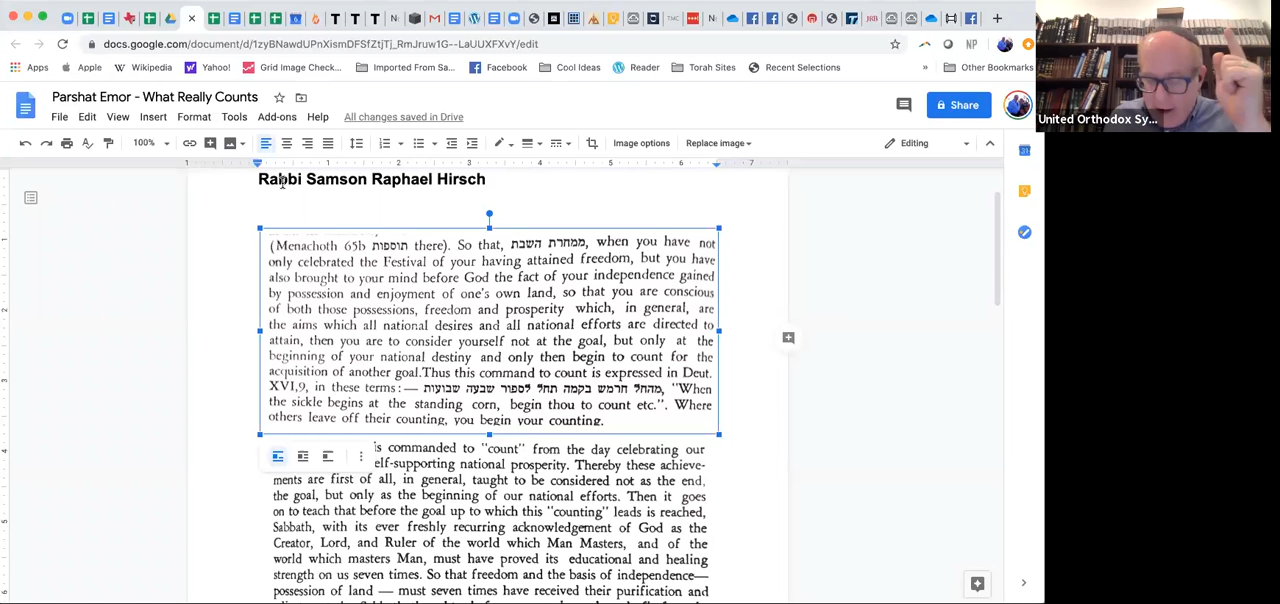 docs.google.com/document/d/1zyBNawdUPnXismDFSfZtjTj_RmJruw1G--LaUUXFXvY/edit
NP
Apps Apple Wikipedia Yahoo! Grid Image Check... Imported From Sa... Facebook Cool Ideas Reader Torah Sites Recent Selections » Other Bookmarks
United Orthodox Sy...
Parshat Emor - What Really Counts
File Edit View Insert Format Tools Add-ons Help All changes saved in Drive
Share
100% Image options Replace image Editing
1 1 2 3 4 5 6 7
Rabbi Samson Raphael Hirsch
(Menachoth 65b תוספות there). So that, ממחרת השבת, when you have not
only celebrated the Festival of your having attained freedom, but you have
also brought to your mind before God the fact of your independence gained
by possession and enjoyment of one's own land, so that you are conscious
of both those possessions, freedom and prosperity which, in general, are
the aims which all national desires and all national efforts are directed to
attain, then you are to consider yourself not at the goal, but only at the
beginning of your national destiny and only then begin to count for the
acquisition of another goal.Thus this command to count is expressed in Deut.
XVI,9, in these terms: — מהחל חרמש בקמה תחל לספור שבעה שבועות, "When
the sickle begins at the standing corn, begin thou to count etc.". Where
others leave off their counting, you begin your counting.
is commanded to "count" from the day celebrating our
elf-supporting national prosperity. Thereby these achieve-
ments are first of all, in general, taught to be considered not as the end,
the goal, but only as the beginning of our national efforts. Then it goes
on to teach that before the goal up to which this "counting" leads is reached,
Sabbath, with its ever freshly recurring acknowledgement of God as the
Creator, Lord, and Ruler of the world which Man Masters, and of the
world which masters Man, must have proved its educational and healing
strength on us seven times. So that freedom and the basis of independence—
possession of land — must seven times have received their purification and